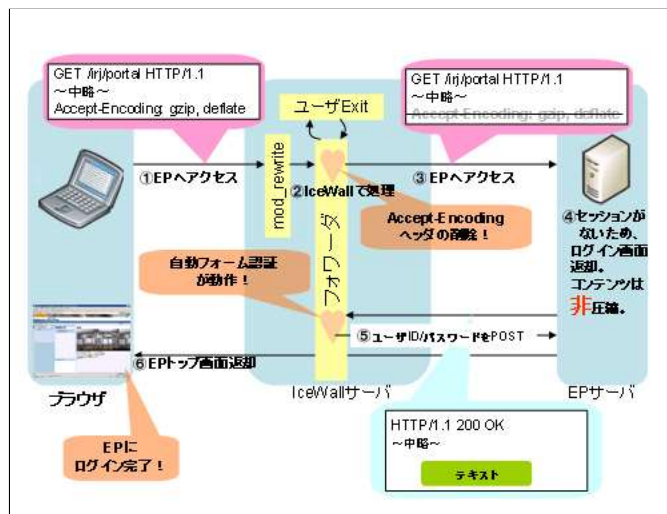 GET /irj/portal HTTP/1.1
～中略～
Accept-Encoding: gzip, deflate
ユーザExit
GET /irj/portal HTTP/1.1
～中略～
Accept-Encoding: gzip, deflate
①EPへアクセス
mod_rewrite
②IceWallで処理
③EPへアクセス
フォワーダ
Accept-Encoding
ヘッダの削除！
④セッションが
ないため、
ログイン画面
返却。
コンテンツは
非圧縮。
自動フォーム認証
が動作！
⑤ユーザID/パスワードをPOST
⑥EPトップ画面返却
ブラウザ
IceWallサーバ
EPサーバ
EPに
ログイン完了！
HTTP/1.1 200 OK
～中略～
テキスト